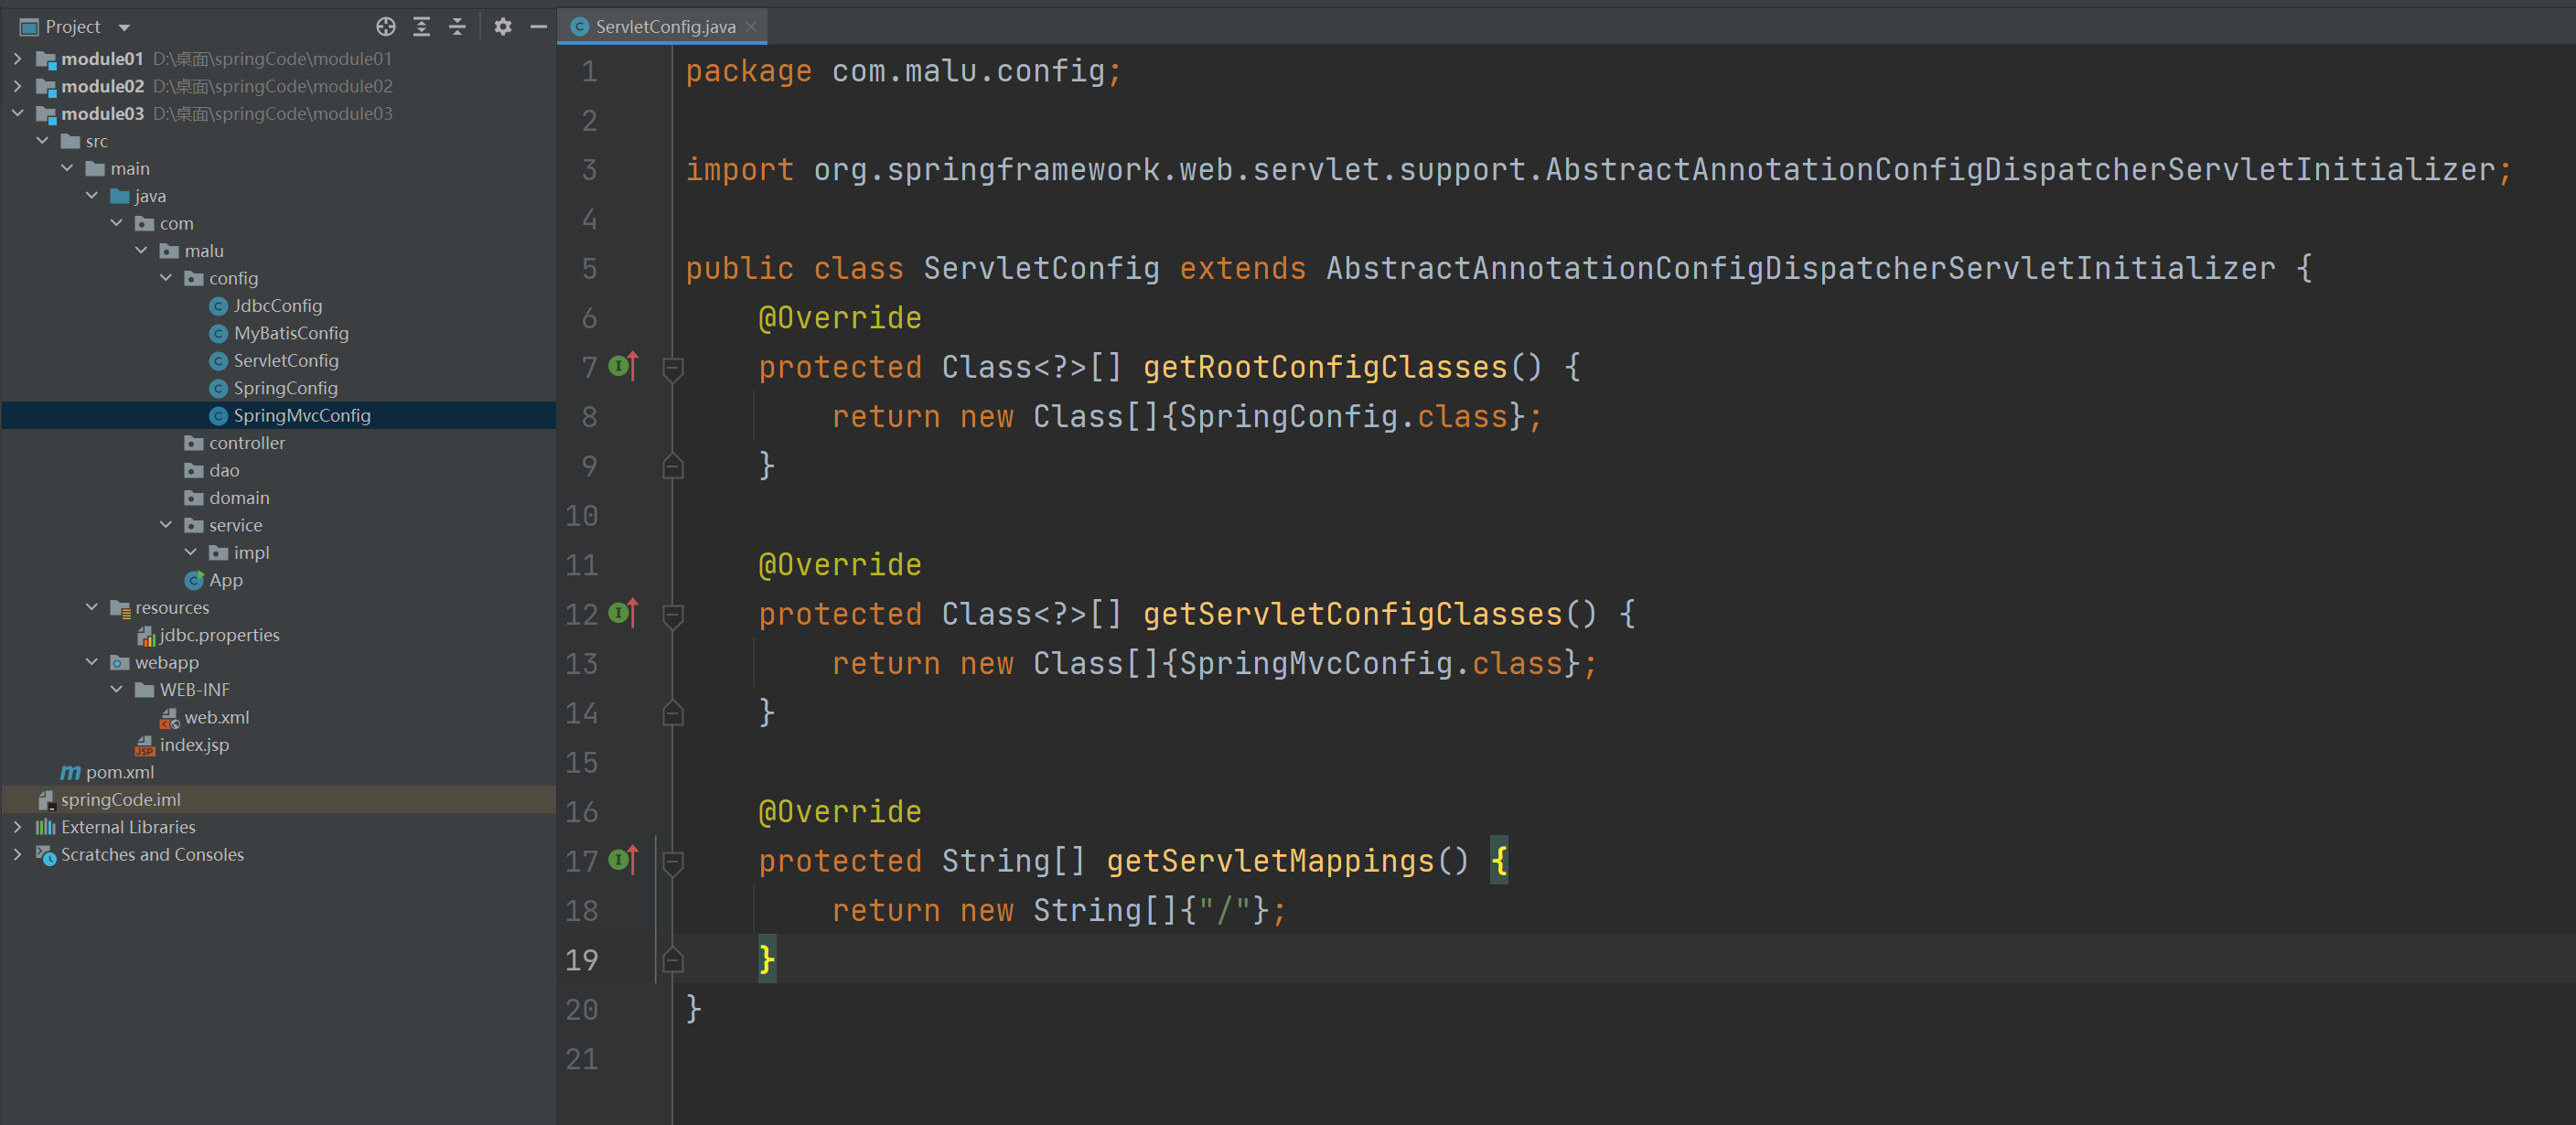 Project
module01 D:\桌面\springCode\module01
module02 D:\桌面\springCode\module02
module03 D:\桌面\springCode\module03
src
main
java
com
malu
config
JdbcConfig
MyBatisConfig
ServletConfig
SpringConfig
SpringMvcConfig
controller
dao
domain
service
impl
App
resources
jdbc.properties
webapp
WEB-INF
web.xml
index.jsp
pom.xml
springCode.iml
External Libraries
Scratches and Consoles
ServletConfig.java
1 package com.malu.config;
2
3 import org.springframework.web.servlet.support.AbstractAnnotationConfigDispatcherServletInitializer;
4
5 public class ServletConfig extends AbstractAnnotationConfigDispatcherServletInitializer {
6     @Override
7     protected Class<?>[] getRootConfigClasses() {
8         return new Class[]{SpringConfig.class};
9     }
10
11     @Override
12     protected Class<?>[] getServletConfigClasses() {
13         return new Class[]{SpringMvcConfig.class};
14     }
15
16     @Override
17     protected String[] getServletMappings() {
18         return new String[]{"/"};
19     }
20 }
21